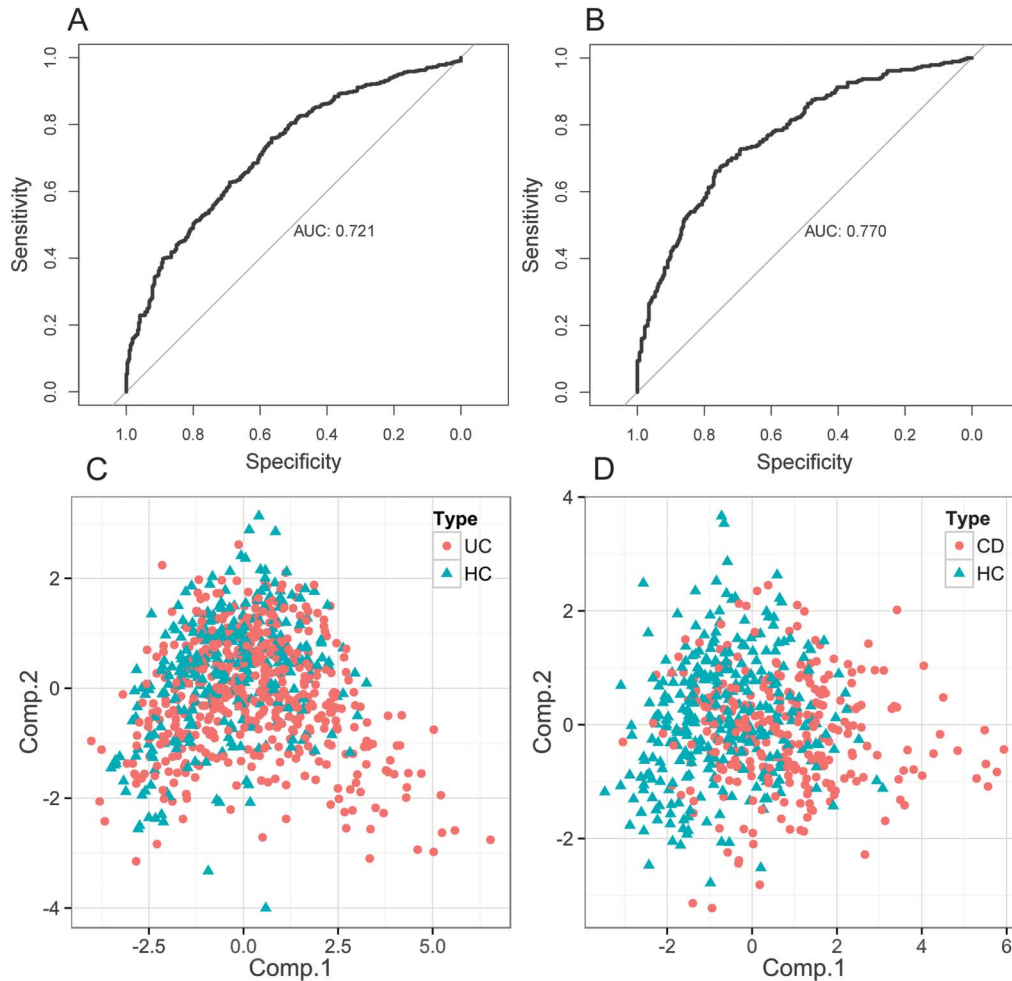 A
B
1.0
0.8
0.6
0.4
0.2
0.0
Sensitivity
AUC: 0.721
1.0 0.8 0.6 0.4 0.2 0.0
Specificity
1.0
0.8
0.6
0.4
0.2
0.0
Sensitivity
AUC: 0.770
1.0 0.8 0.6 0.4 0.2 0.0
Specificity
C
D
Type
UC
HC
2
0
-2
-4
Comp.2
-2.5 0.0 2.5 5.0
Comp.1
Type
CD
HC
4
2
0
-2
Comp.2
-2 0 2 4 6
Comp.1